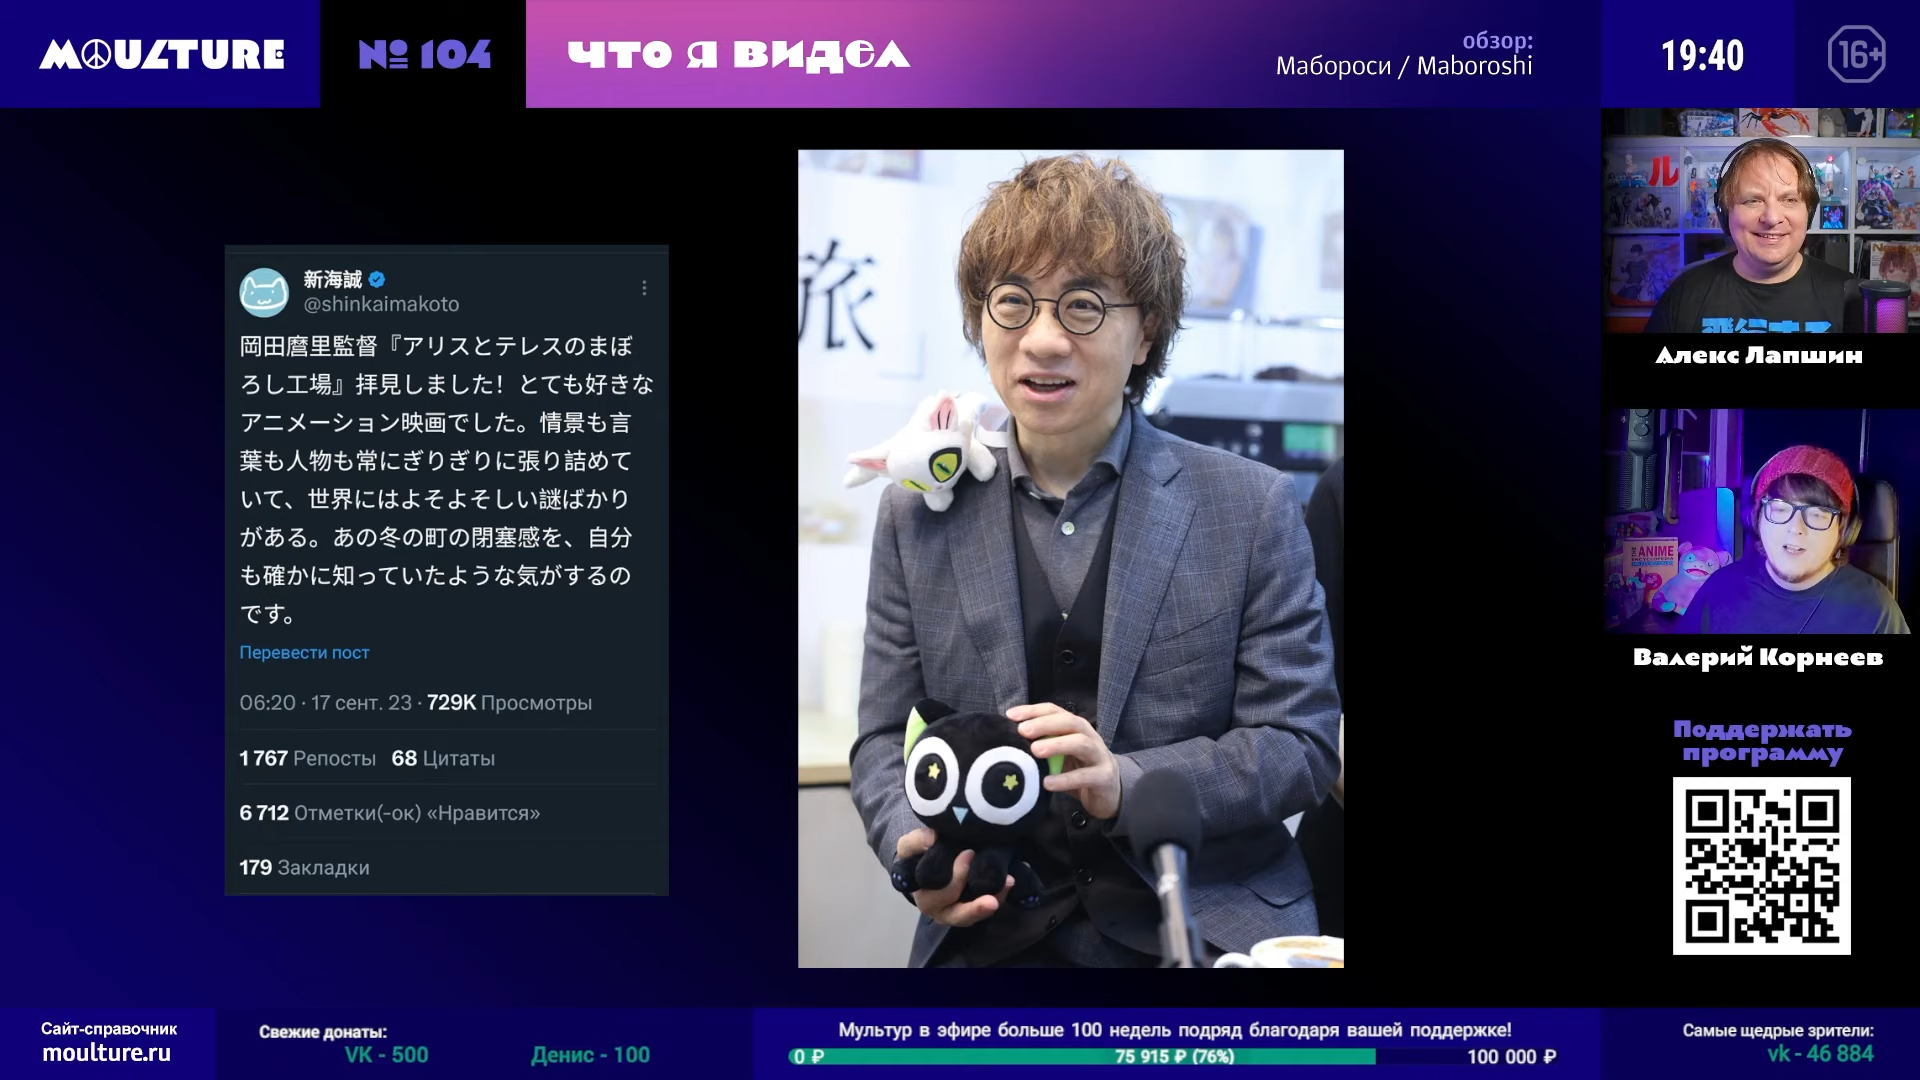 MOULTURE
№ 104
ЧТО Я ВИДЕЛ
обзор:
Мабороси / Maboroshi
19:40
16+
新海誠
@shinkaimakoto
岡田麿里監督『アリスとテレスのまぼ
ろし工場』拝見しました！とても好きな
アニメーション映画でした。情景も言
葉も人物も常にぎりぎりに張り詰めて
いて、世界にはよそよそしい謎ばかり
がある。あの冬の町の閉塞感を、自分
も確かに知っていたような気がするの
です。
Перевести пост
06:20 · 17 сент. 23 · 729K Просмотры
1 767 Репосты 68 Цитаты
6 712 Отметки(-ок) «Нравится»
179 Закладки
旅
ル
Алекс Лапшин
THE ANIME
Валерий Корнеев
Поддержать
программу
Сайт-справочник
moulture.ru
Свежие донаты:
VK - 500
Денис - 100
Мультур в эфире больше 100 недель подряд благодаря вашей поддержке!
0 ₽
75 915 ₽ (76%)
100 000 ₽
Самые щедрые зрители:
vk - 46 884